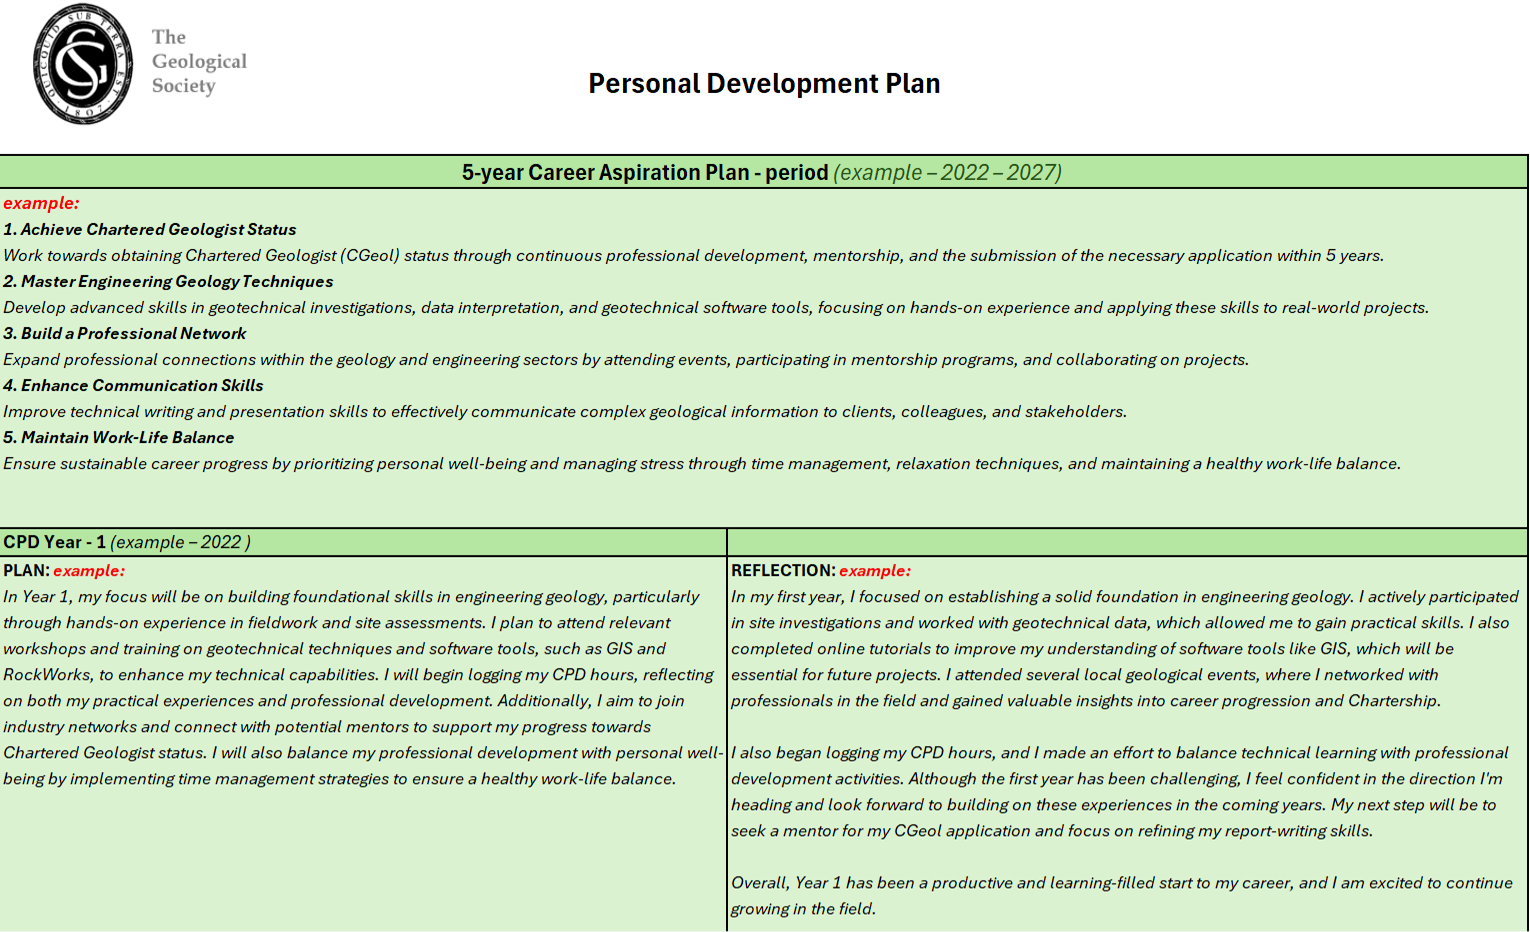 QUICQUID SUB TERRA EST
1807
The
Geological
Society
Personal Development Plan
5-year Career Aspiration Plan - period (example – 2022 – 2027)
example:
1. Achieve Chartered Geologist Status
Work towards obtaining Chartered Geologist (CGeol) status through continuous professional development, mentorship, and the submission of the necessary application within 5 years.
2. Master Engineering Geology Techniques
Develop advanced skills in geotechnical investigations, data interpretation, and geotechnical software tools, focusing on hands-on experience and applying these skills to real-world projects.
3. Build a Professional Network
Expand professional connections within the geology and engineering sectors by attending events, participating in mentorship programs, and collaborating on projects.
4. Enhance Communication Skills
Improve technical writing and presentation skills to effectively communicate complex geological information to clients, colleagues, and stakeholders.
5. Maintain Work-Life Balance
Ensure sustainable career progress by prioritizing personal well-being and managing stress through time management, relaxation techniques, and maintaining a healthy work-life balance.
CPD Year - 1 (example – 2022 )
PLAN: example:
In Year 1, my focus will be on building foundational skills in engineering geology, particularly
through hands-on experience in fieldwork and site assessments. I plan to attend relevant
workshops and training on geotechnical techniques and software tools, such as GIS and
RockWorks, to enhance my technical capabilities. I will begin logging my CPD hours, reflecting
on both my practical experiences and professional development. Additionally, I aim to join
industry networks and connect with potential mentors to support my progress towards
Chartered Geologist status. I will also balance my professional development with personal well-
being by implementing time management strategies to ensure a healthy work-life balance.
REFLECTION: example:
In my first year, I focused on establishing a solid foundation in engineering geology. I actively participated
in site investigations and worked with geotechnical data, which allowed me to gain practical skills. I also
completed online tutorials to improve my understanding of software tools like GIS, which will be
essential for future projects. I attended several local geological events, where I networked with
professionals in the field and gained valuable insights into career progression and Chartership.
I also began logging my CPD hours, and I made an effort to balance technical learning with professional
development activities. Although the first year has been challenging, I feel confident in the direction I'm
heading and look forward to building on these experiences in the coming years. My next step will be to
seek a mentor for my CGeol application and focus on refining my report-writing skills.
Overall, Year 1 has been a productive and learning-filled start to my career, and I am excited to continue
growing in the field.